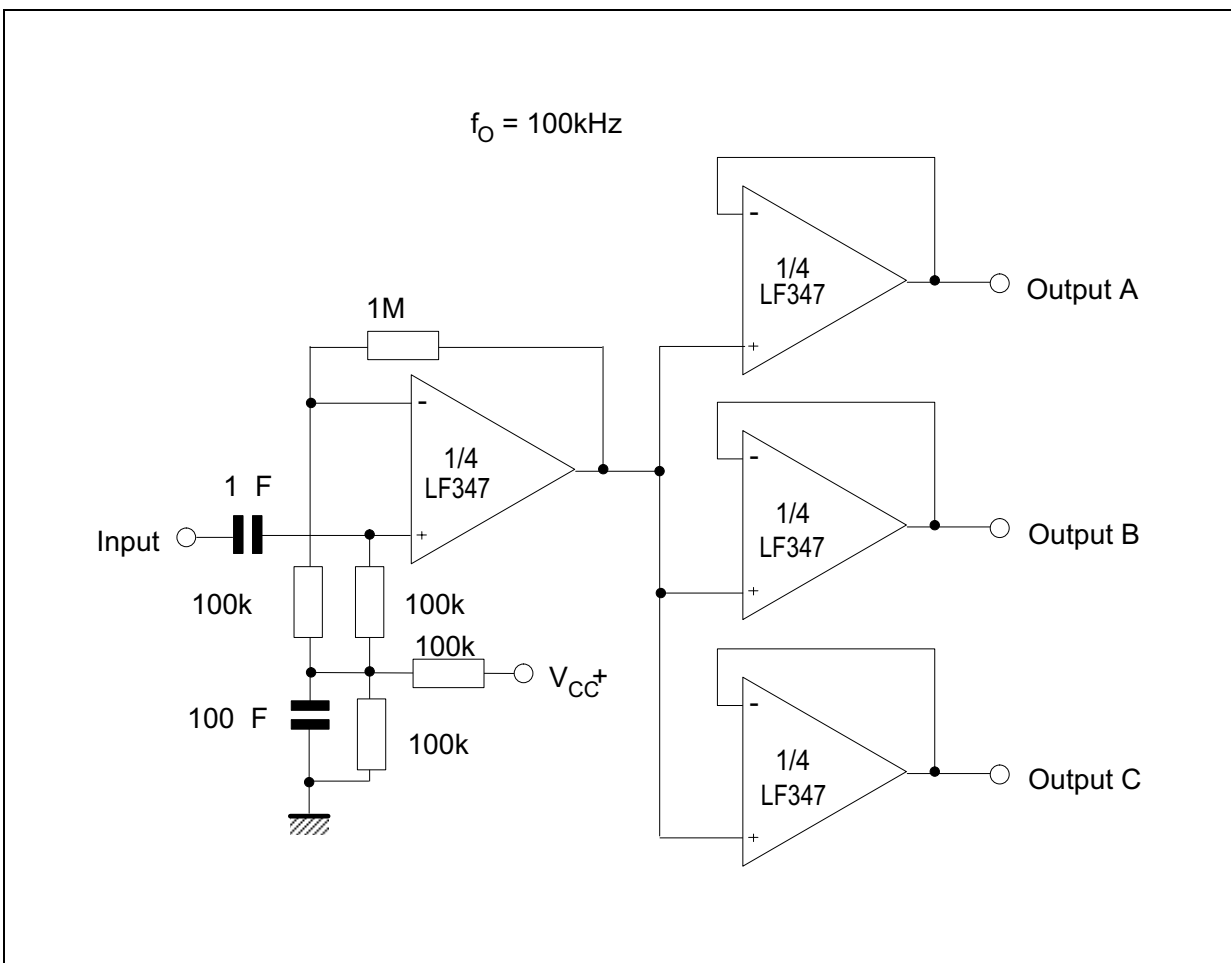 fO = 100kHz
1/4
LF347
Output A
1M
1/4
LF347
1 F
Input
1/4
LF347
Output B
100k
100k
100k
VCC+
100 F
100k
1/4
LF347
Output C
-
+
-
+
-
+
-
+